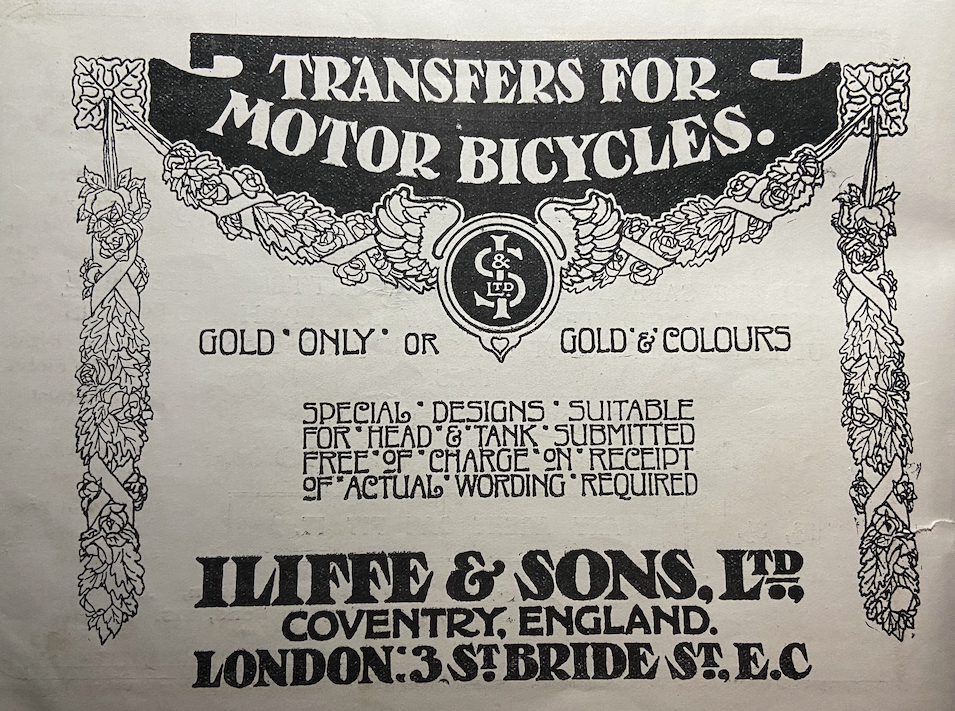 TRANSFERS FOR
MOTOR BICYCLES.
I&S LTD
GOLD ONLY OR GOLD & COLOURS
SPECIAL DESIGNS SUITABLE
FOR HEAD & TANK SUBMITTED
FREE OF CHARGE ON RECEIPT
OF ACTUAL WORDING REQUIRED
ILIFFE & SONS, LTD.,
COVENTRY, ENGLAND.
LONDON: 3, ST BRIDE ST., E.C